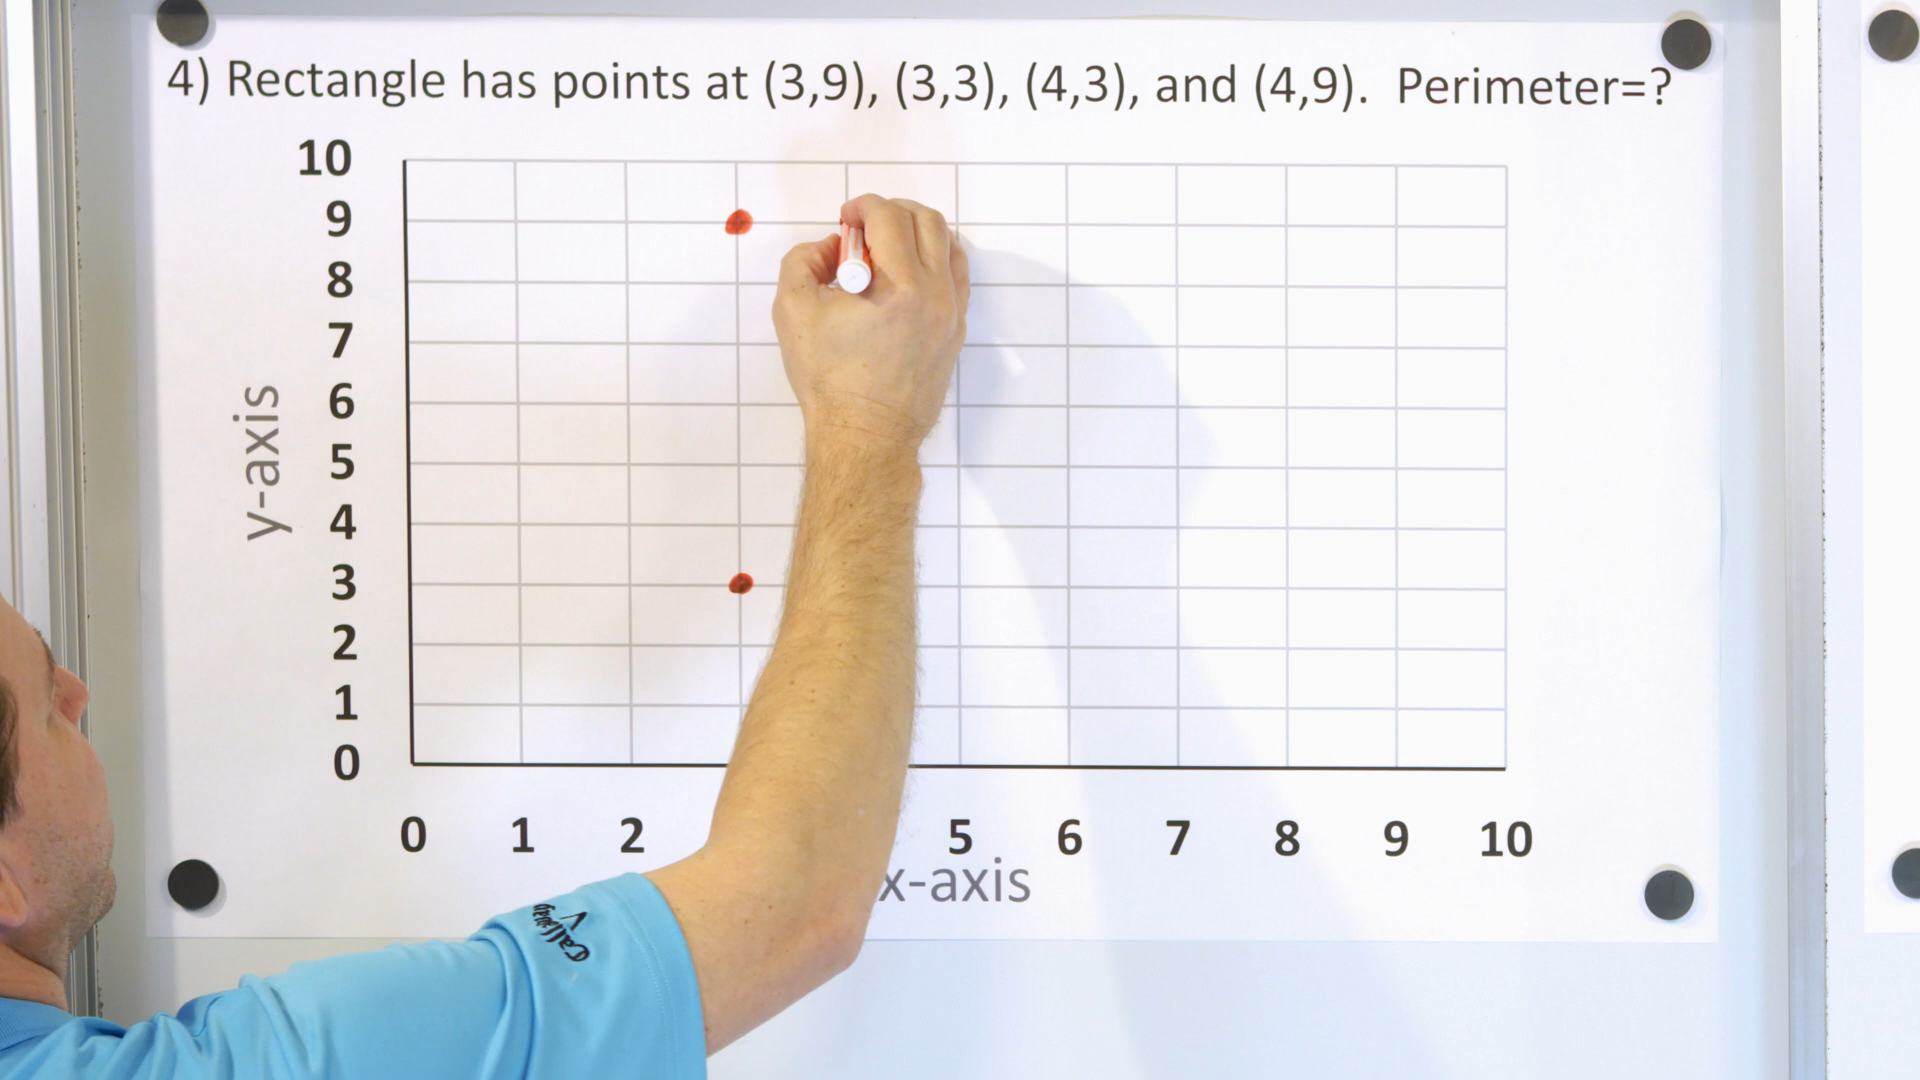 4) Rectangle has points at (3,9), (3,3), (4,3), and (4,9). Perimeter=?
10
9
8
7
6
5
4
3
2
1
0
y-axis
0 1 2 5 6 7 8 9 10
x-axis
Callaway